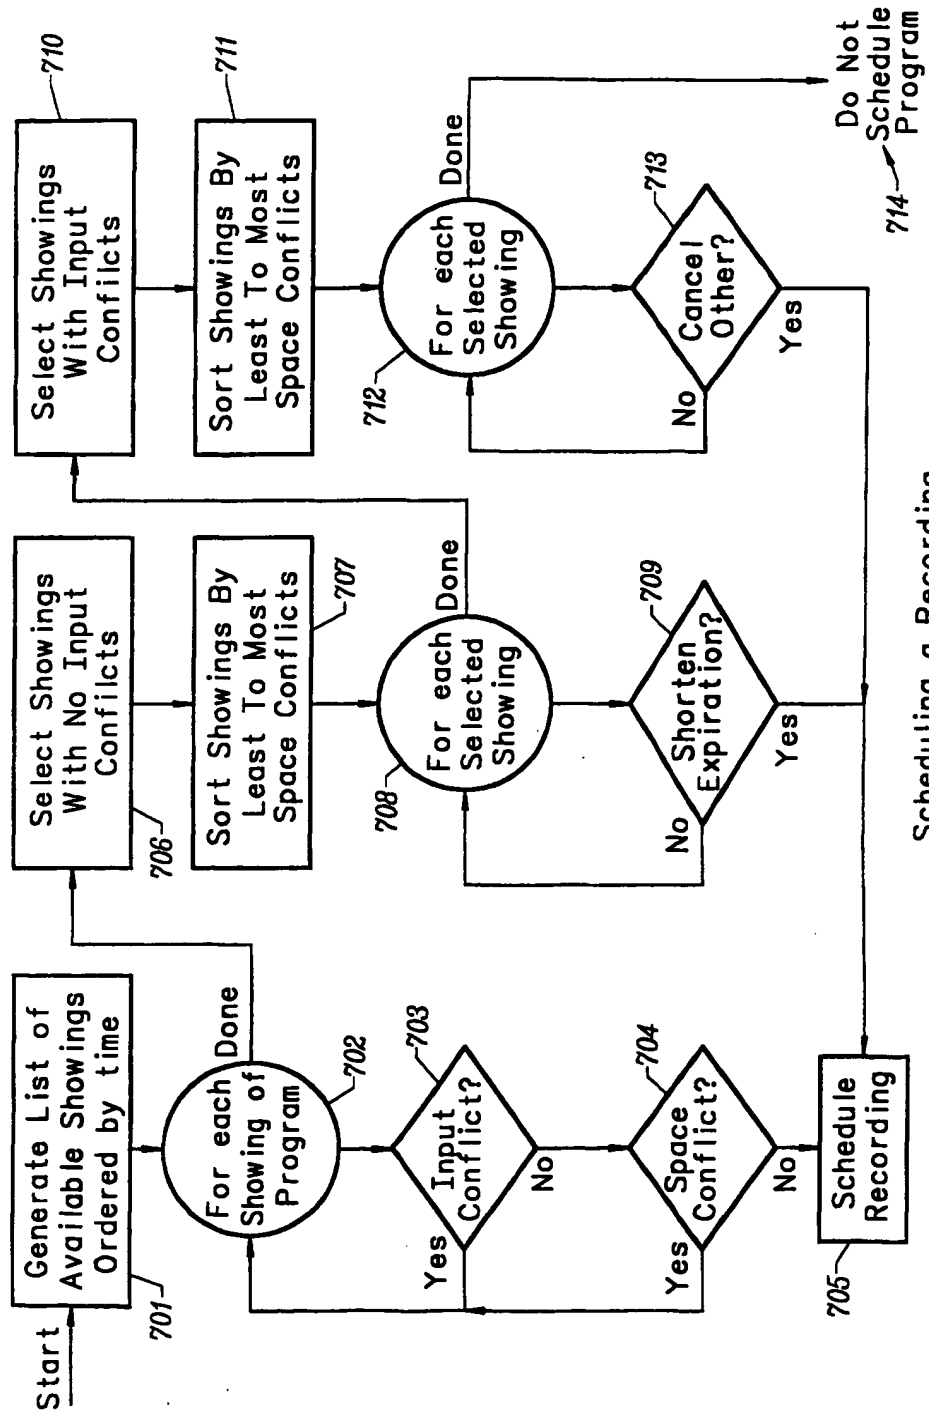 Start
Generate List of
Available Showings
Ordered by time
701
For each
Showing of
Program
702
Done
Input
Conflict?
703
Yes
No
Space
Conflict?
704
Yes
No
Schedule
Recording
705
Select Showings
With No Input
Confilcts
706
Sort Showings By
Least To Most
Space Conflicts
707
For each
Selected
Showing
708
Done
Shorten
Expiration?
709
No
Yes
Select Showings
With Input
Confilcts
710
Sort Showings By
Least To Most
Space Conflicts
711
For each
Selected
Showing
712
Done
Cancel
Other?
713
No
Yes
Do Not
Schedule
Program
714
Scheduling a Recording